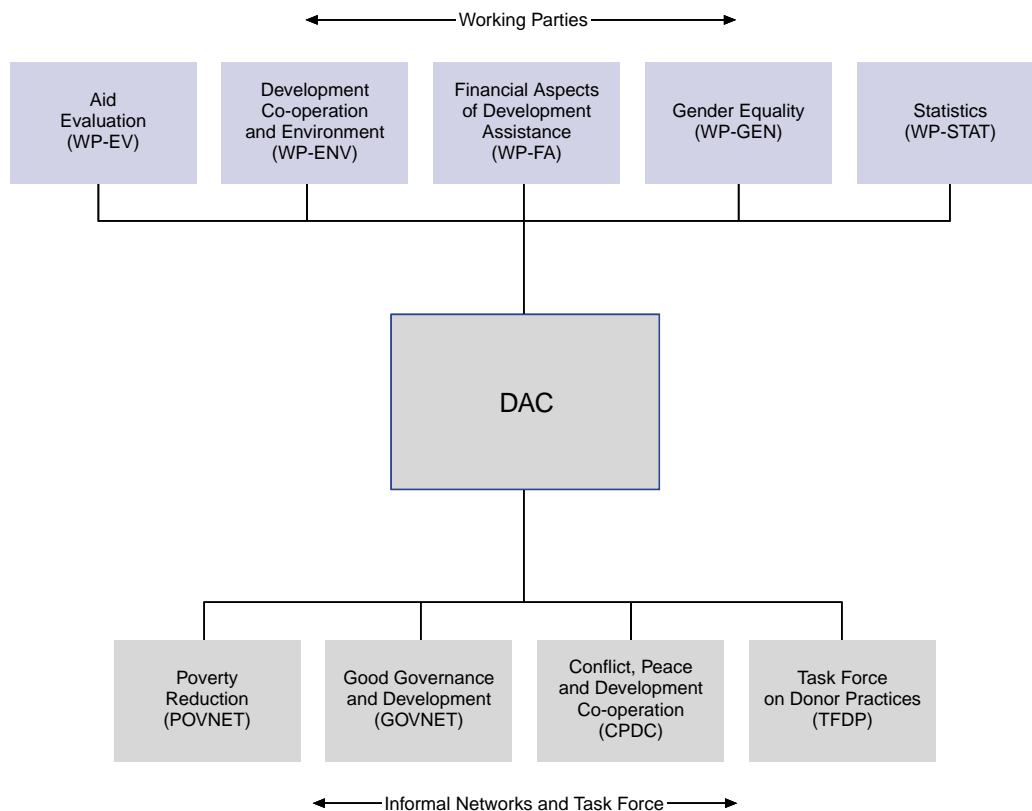 Working Parties
Aid
Evaluation
(WP-EV)
Development
Co-operation
and Environment
(WP-ENV)
Financial Aspects
of Development
Assistance
(WP-FA)
Gender Equality
(WP-GEN)
Statistics
(WP-STAT)
DAC
Poverty
Reduction
(POVNET)
Good Governance
and Development
(GOVNET)
Conflict, Peace
and Development
Co-operation
(CPDC)
Task Force
on Donor Practices
(TFDP)
Informal Networks and Task Force